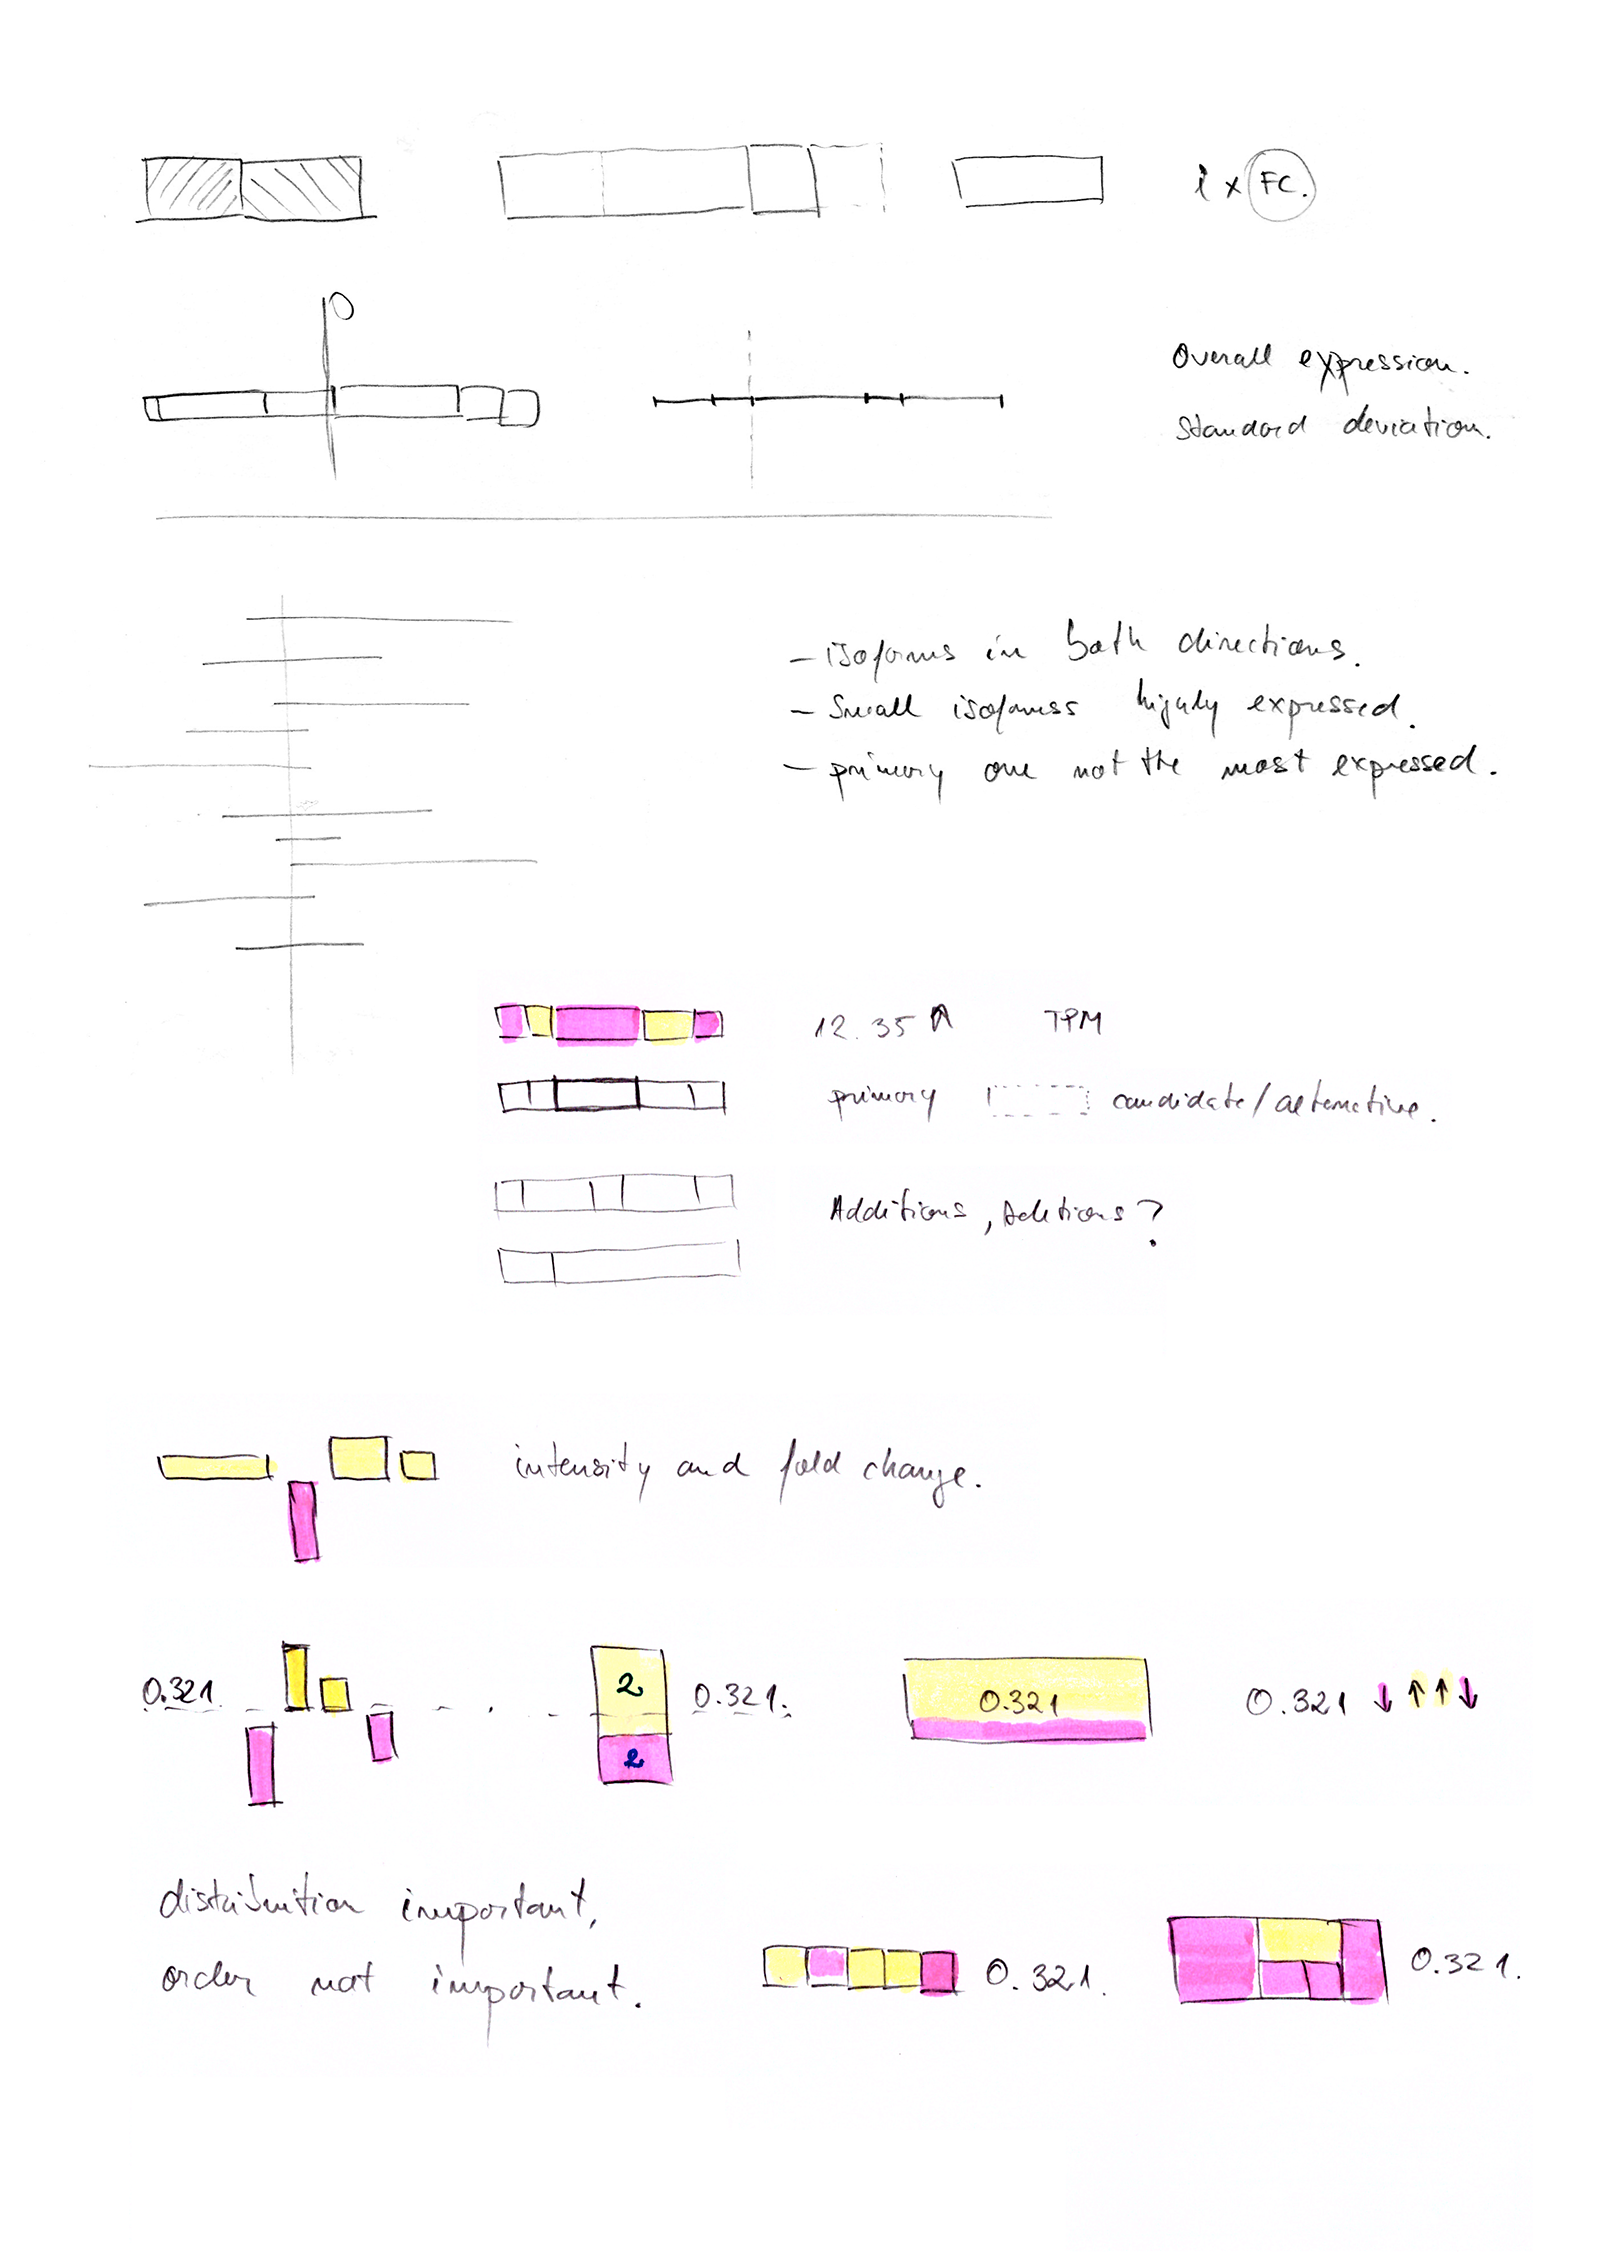 i x FC.
0
Overall expression.
Standard deviation.
– isoforms in both directions.
– Small isoforms highly expressed.
– primary one not the most expressed.
12.35 ↑ TPM
primary candidate/alternative.
Additions, deletions?
intensity and fold change.
0.321. 2 0.321. 0.321 0.321 ↓↑↑↓
2
distribution important,
order not important.
0.321. 0.321.